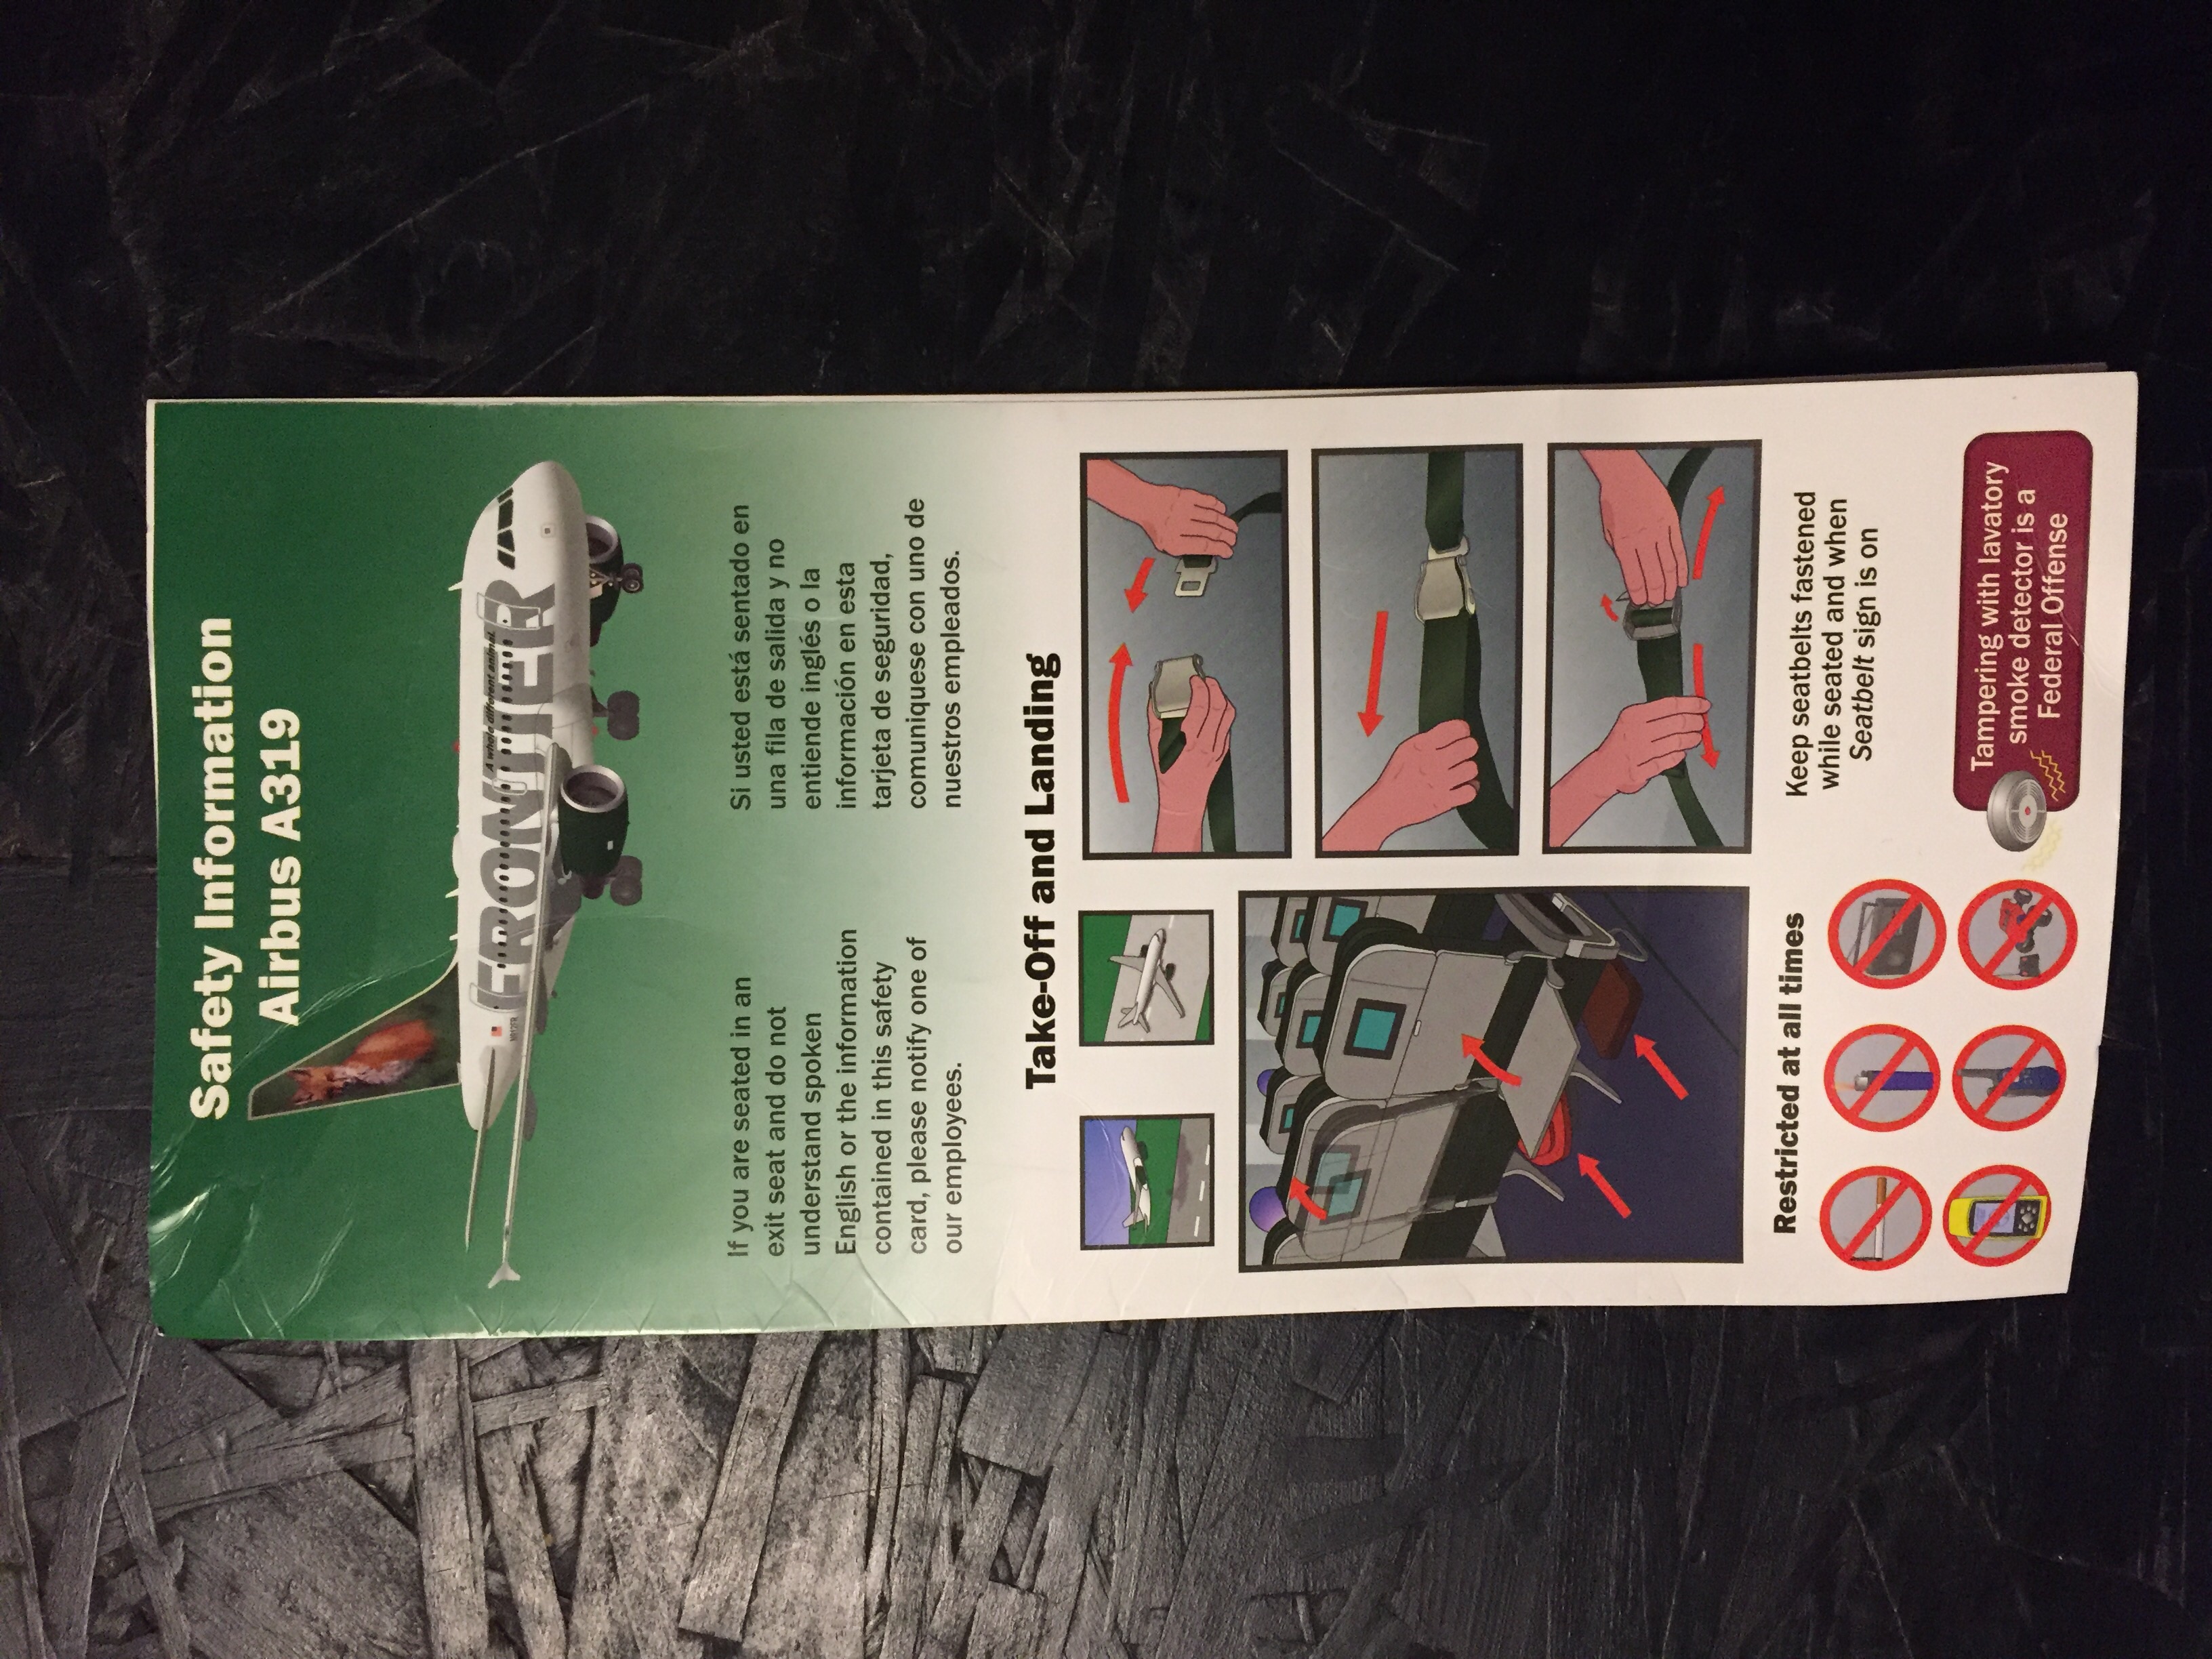 Safety Information
Airbus A319
A whole different animal.
FRONTIER
If you are seated in an
exit seat and do not
understand spoken
English or the information
contained in this safety
card, please notify one of
our employees.
Si usted está sentado en
una fila de salida y no
entiende inglés o la
información en esta
tarjeta de seguridad,
comuniquese con uno de
nuestros empleados.
Take-Off and Landing
Restricted at all times
Keep seatbelts fastened
while seated and when
Seatbelt sign is on
Tampering with lavatory
smoke detector is a
Federal Offense